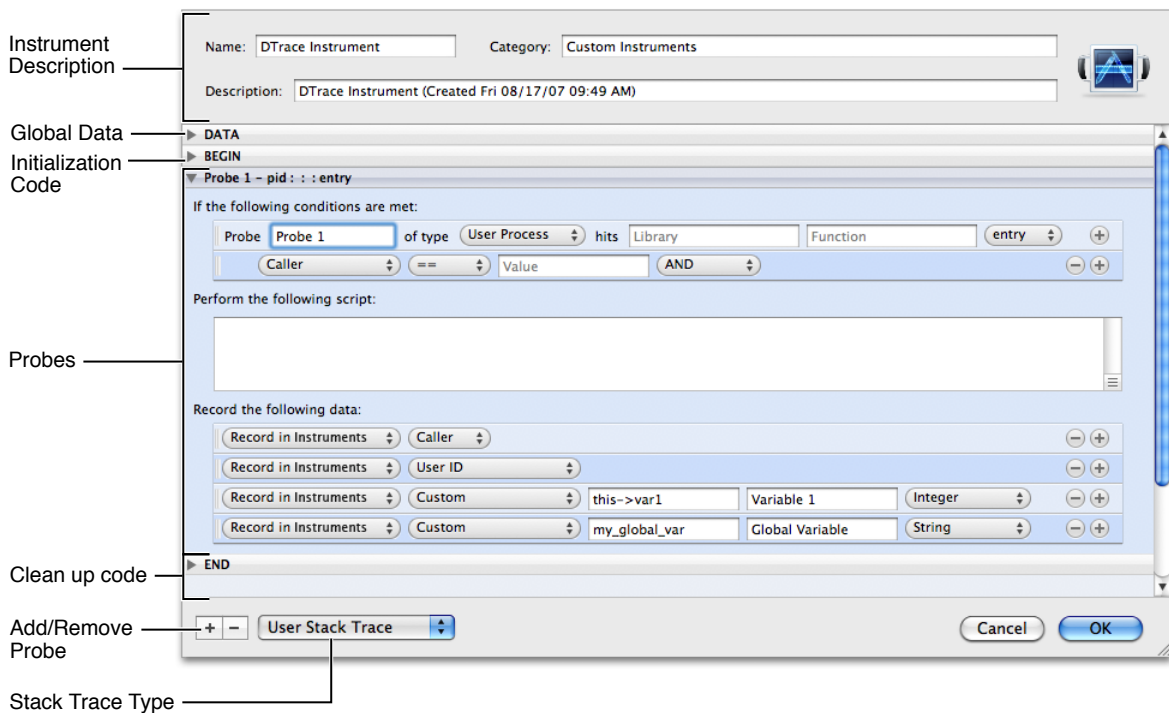 Instrument
Description
Name: DTrace Instrument Category: Custom Instruments
Description: DTrace Instrument (Created Fri 08/17/07 09:49 AM)
Global Data
DATA
Initialization
Code
BEGIN
Probe 1 – pid : : : entry
If the following conditions are met:
Probe Probe 1 of type User Process hits Library Function entry
Caller == Value AND
Perform the following script:
Probes
Record the following data:
Record in Instruments Caller
Record in Instruments User ID
Record in Instruments Custom this->var1 Variable 1 Integer
Record in Instruments Custom my_global_var Global Variable String
Clean up code
END
Add/Remove
Probe
+ − User Stack Trace Cancel OK
Stack Trace Type